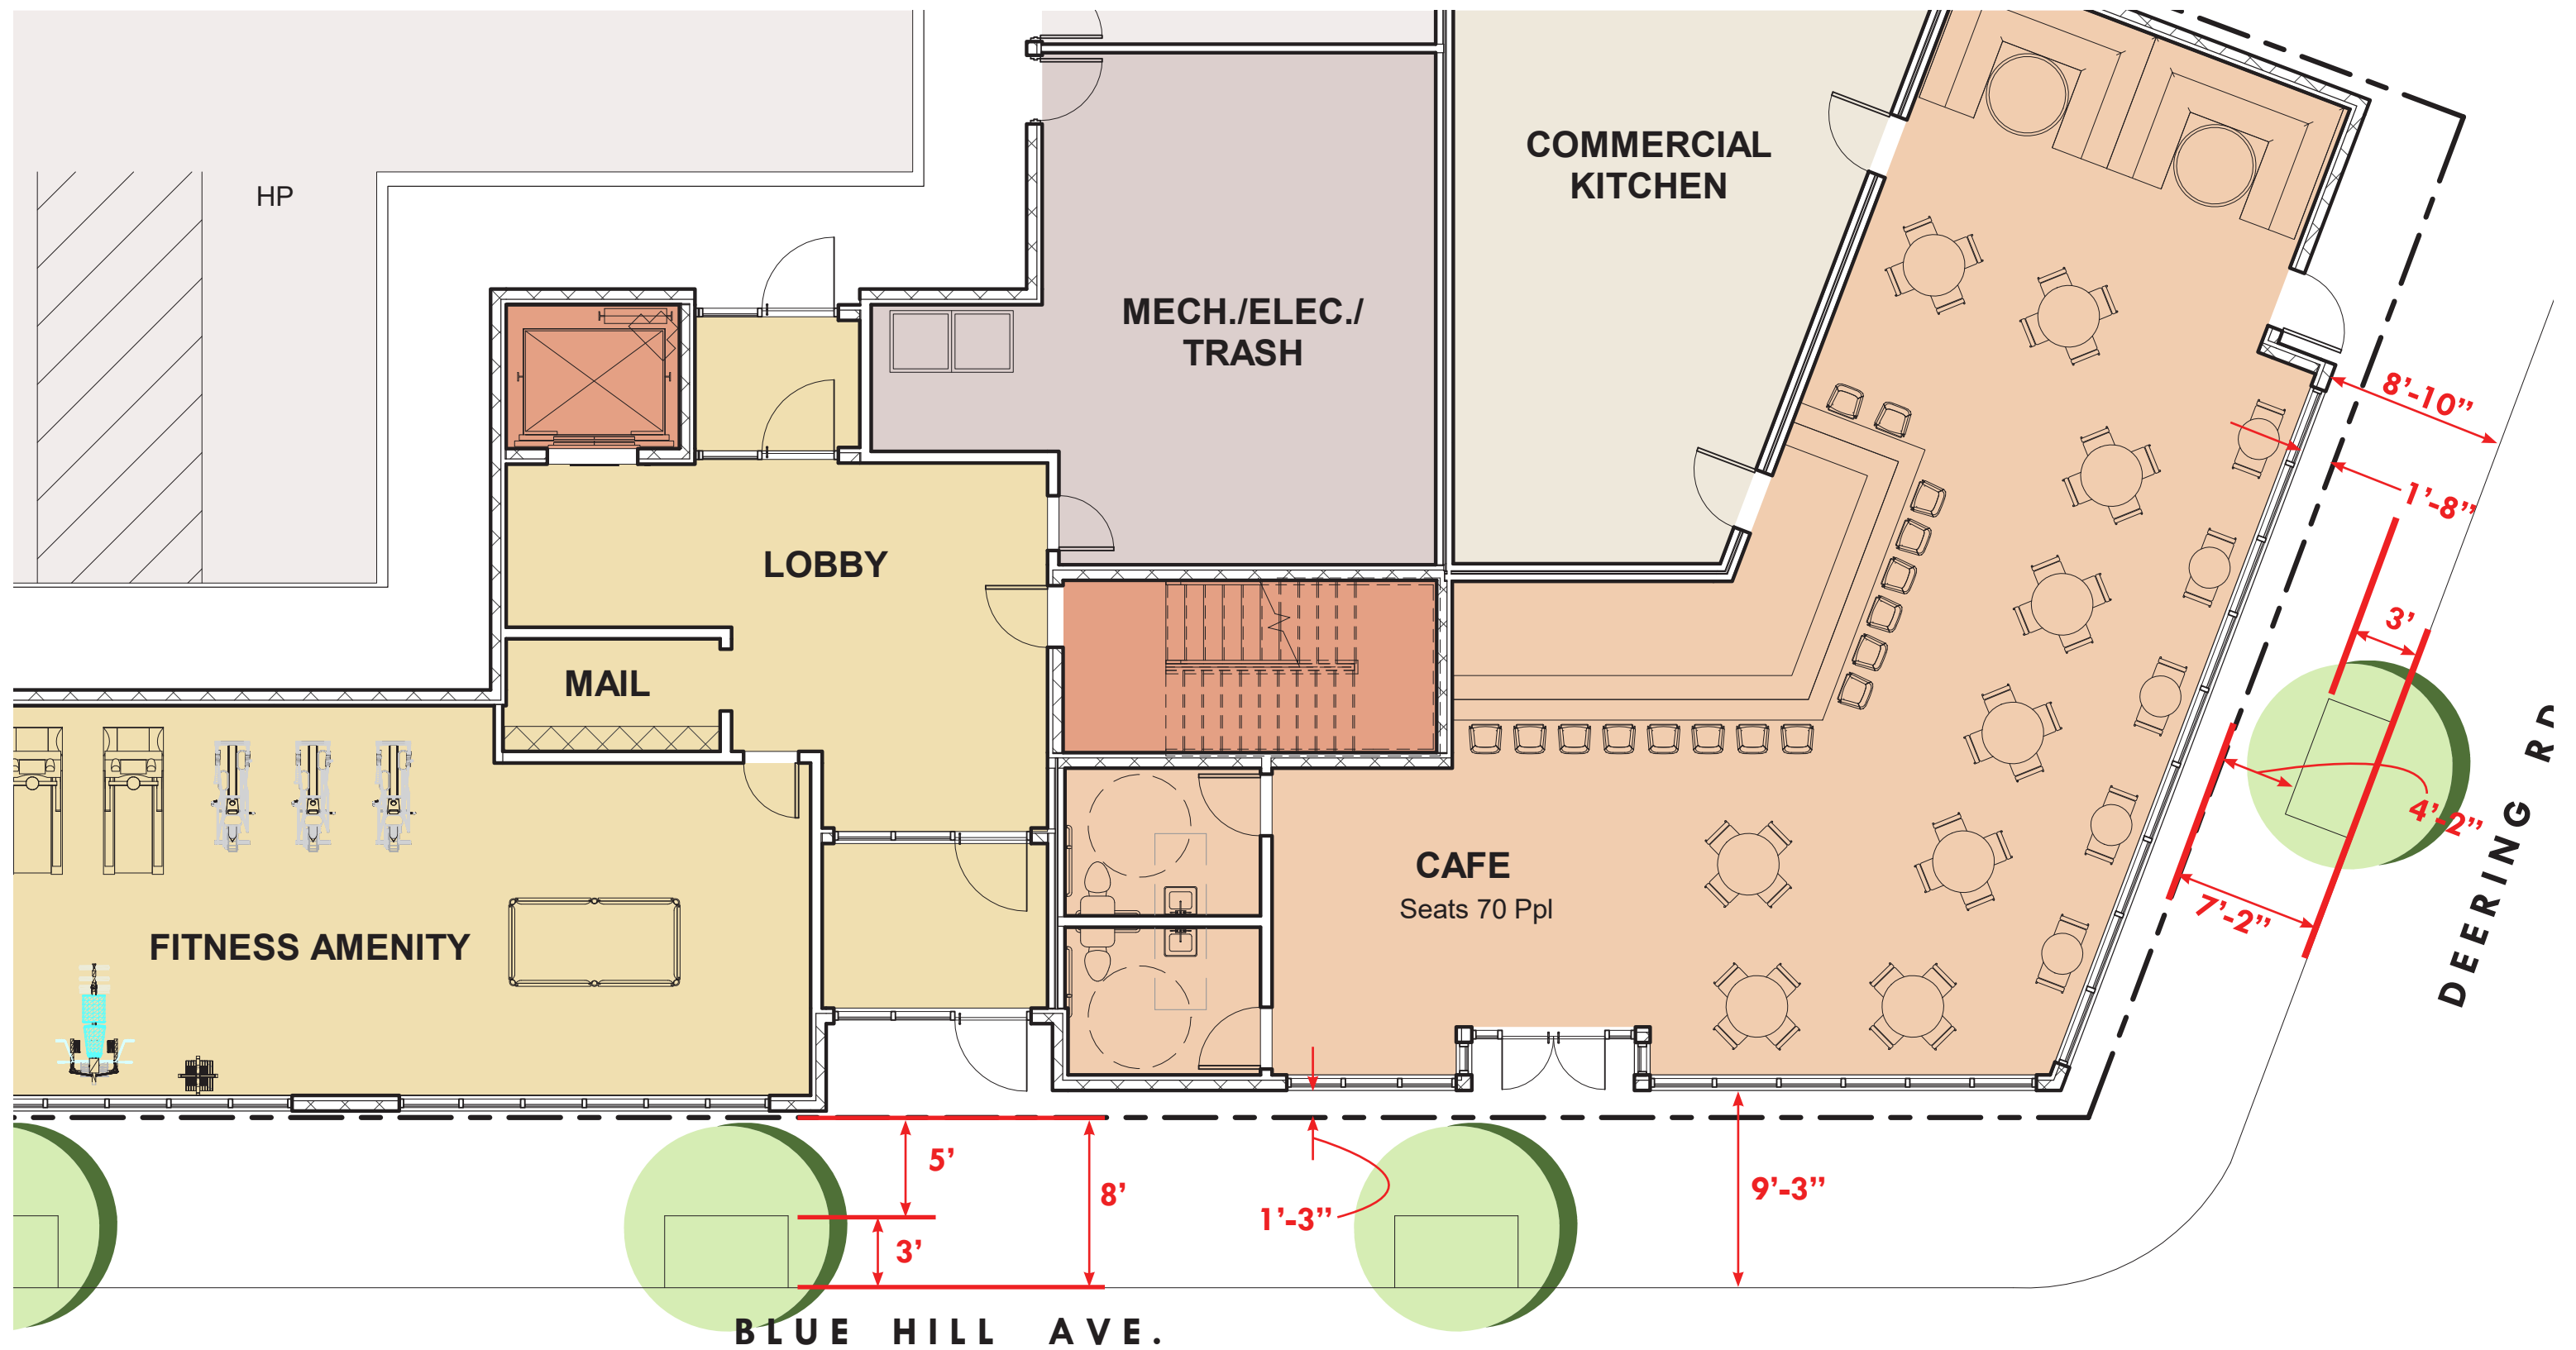 HP
COMMERCIAL
KITCHEN
MECH./ELEC./
TRASH
8’-10”
1’-8”
LOBBY
3’
MAIL
4’-2”
CAFE
Seats 70 Ppl
7’-2”
FITNESS AMENITY
DEERING RD
5’
8’
1’-3”
9’-3”
3’
BLUE HILL AVE.